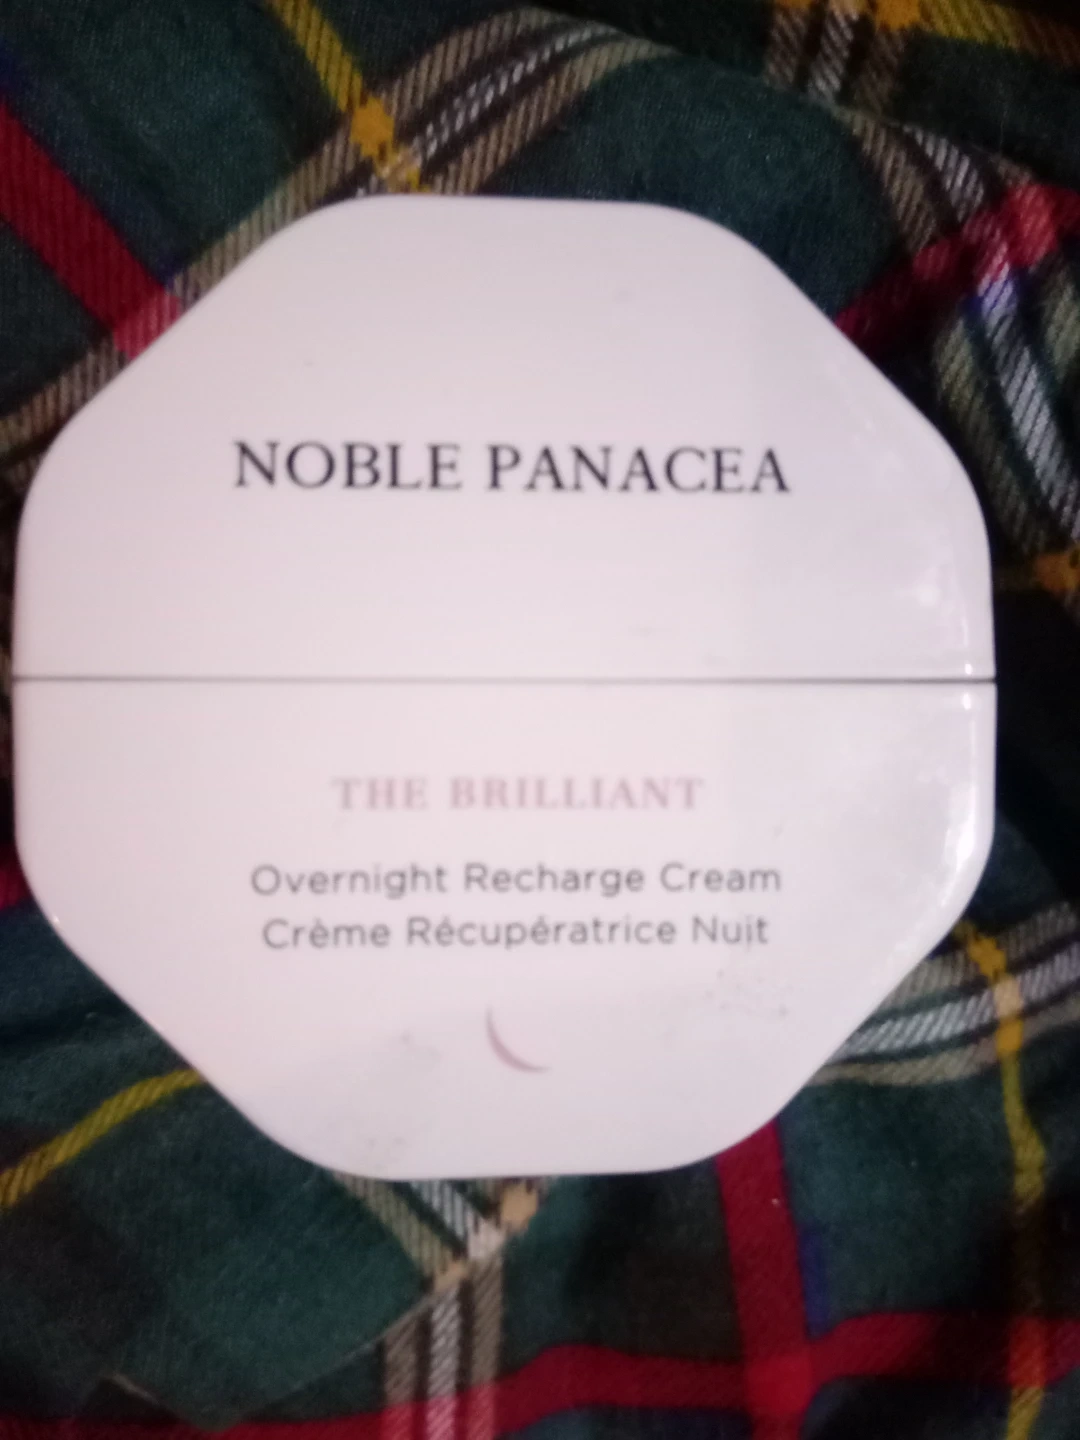 NOBLE PANACEA
THE BRILLIANT
Overnight Recharge Cream
Crème Récupératrice Nuit